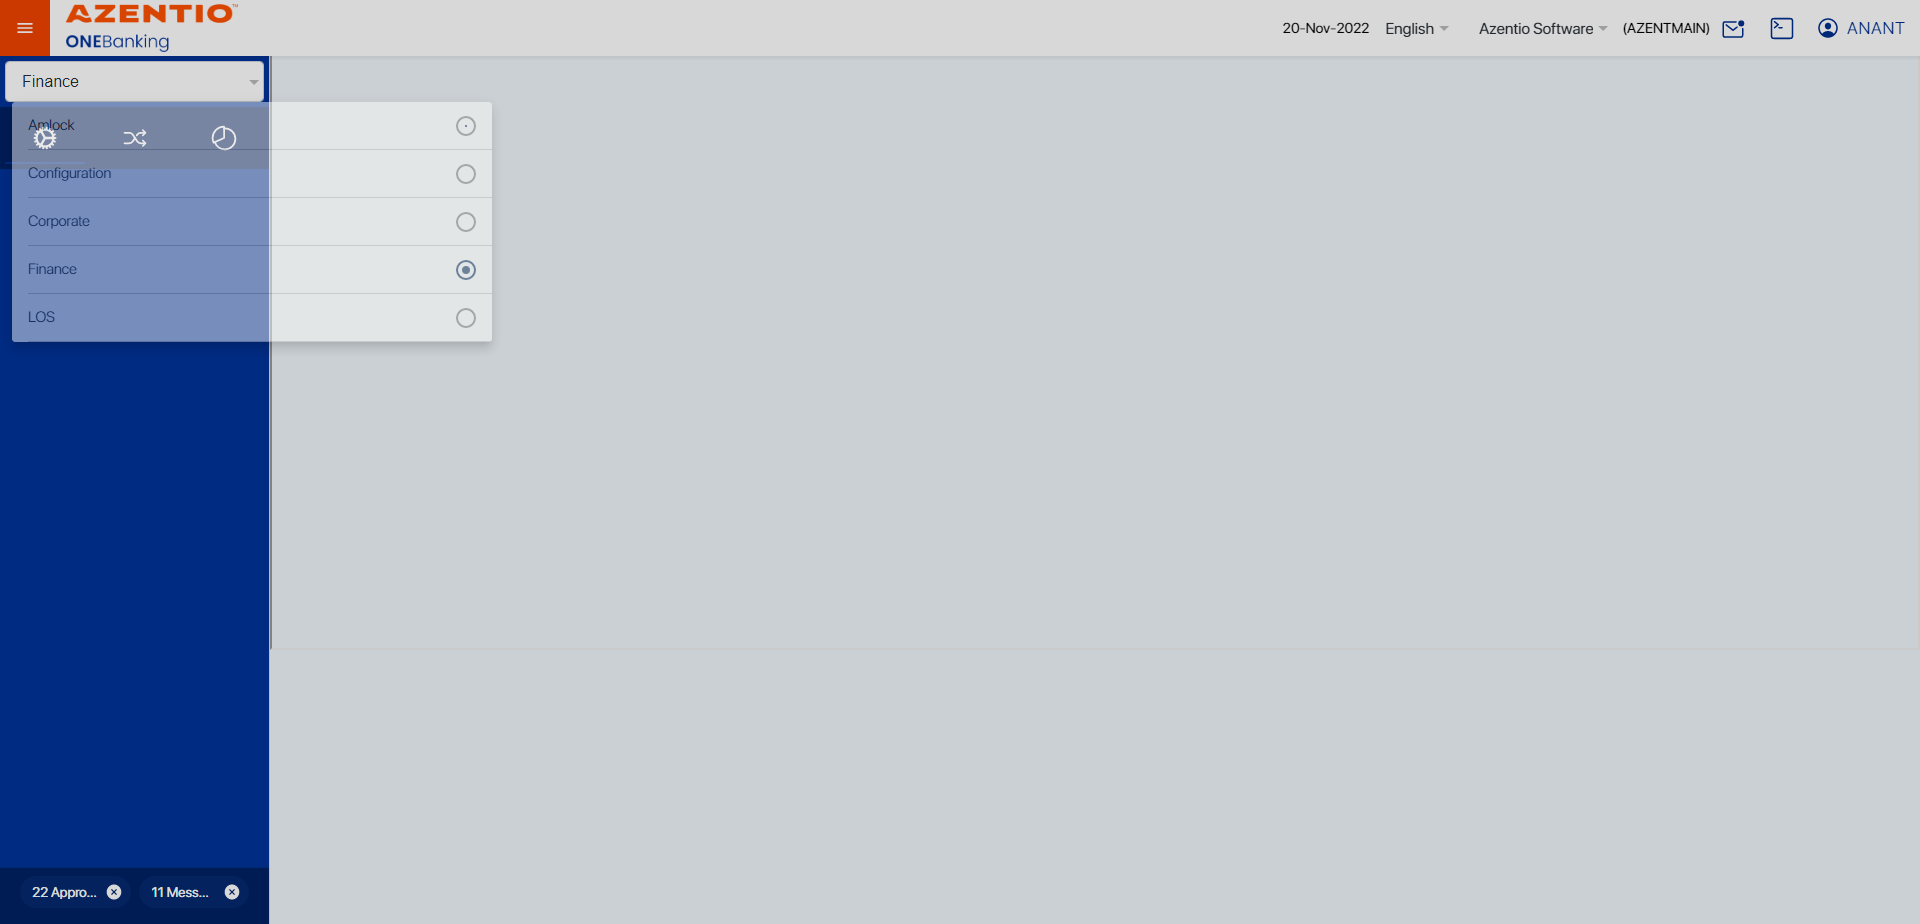 AZENTIO™
ONEBanking
20-Nov-2022
English
Azentio Software
(AZENTMAIN)
ANANT
Finance
Amlock
Configuration
Corporate
Finance
LOS
22 Appro...
11 Mess...